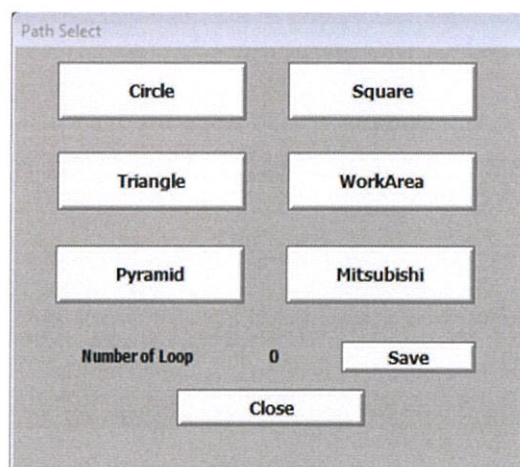 Path Select
Circle Square
Triangle WorkArea
Pyramid Mitsubishi
Number of Loop 0 Save
Close